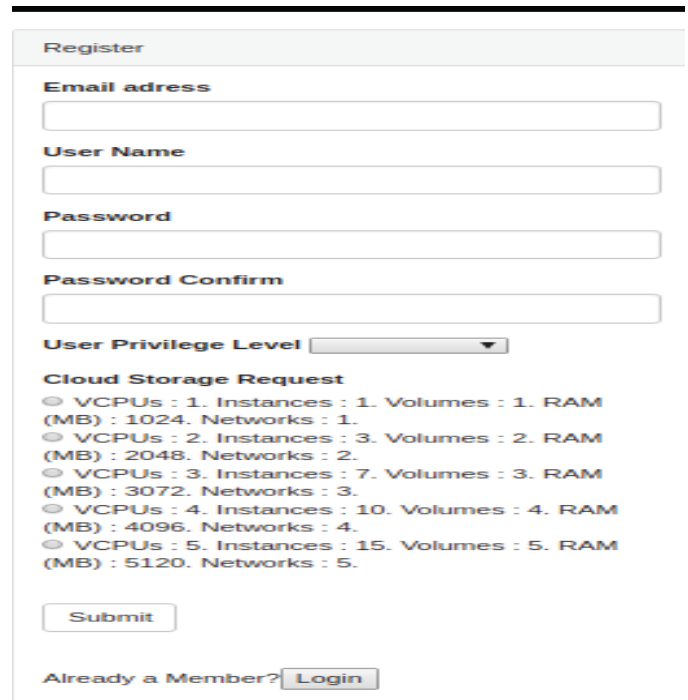 Register
Email adress
User Name
Password
Password Confirm
User Privilege Level
Cloud Storage Request
VCPUs : 1. Instances : 1. Volumes : 1. RAM
(MB) : 1024. Networks : 1.
VCPUs : 2. Instances : 3. Volumes : 2. RAM
(MB) : 2048. Networks : 2.
VCPUs : 3. Instances : 7. Volumes : 3. RAM
(MB) : 3072. Networks : 3.
VCPUs : 4. Instances : 10. Volumes : 4. RAM
(MB) : 4096. Networks : 4.
VCPUs : 5. Instances : 15. Volumes : 5. RAM
(MB) : 5120. Networks : 5.
Submit
Already a Member? Login